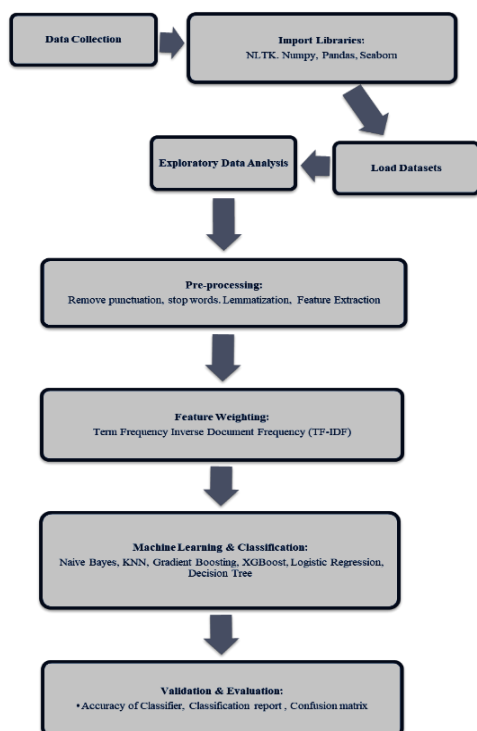 Data Collection
Import Libraries:
NLTK. Numpy, Pandas, Seaborn
Exploratory Data Analysis
Load Datasets
Pre-processing:
Remove punctuation, stop words. Lemmatization, Feature Extraction
Feature Weighting:
Term Frequency Inverse Document Frequency (TF-IDF)
Machine Learning & Classification:
Naive Bayes, KNN, Gradient Boosting, XGBoost, Logistic Regression,
Decision Tree
Validation & Evaluation:
• Accuracy of Classifier, Classification report , Confusion matrix